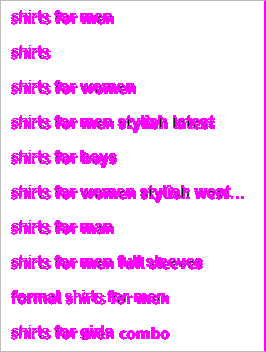 shirts for men
shirts
shirts for women
shirts for men stylish latest
shirts for boys
shirts for women stylish west...
shirts for man
shirts for men full sleeves
formal shirts for men
shirts for girls combo